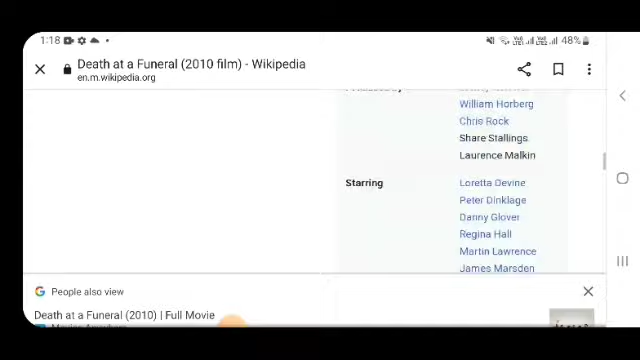 1:18 48%
Death at a Funeral (2010 film) - Wikipedia
en.m.wikipedia.org
William Horberg
Chris Rock
Share Stallings
Laurence Malkin
Starring Loretta Devine
Peter Dinklage
Danny Glover
Regina Hall
Martin Lawrence
James Marsden
G People also view
Death at a Funeral (2010) | Full Movie